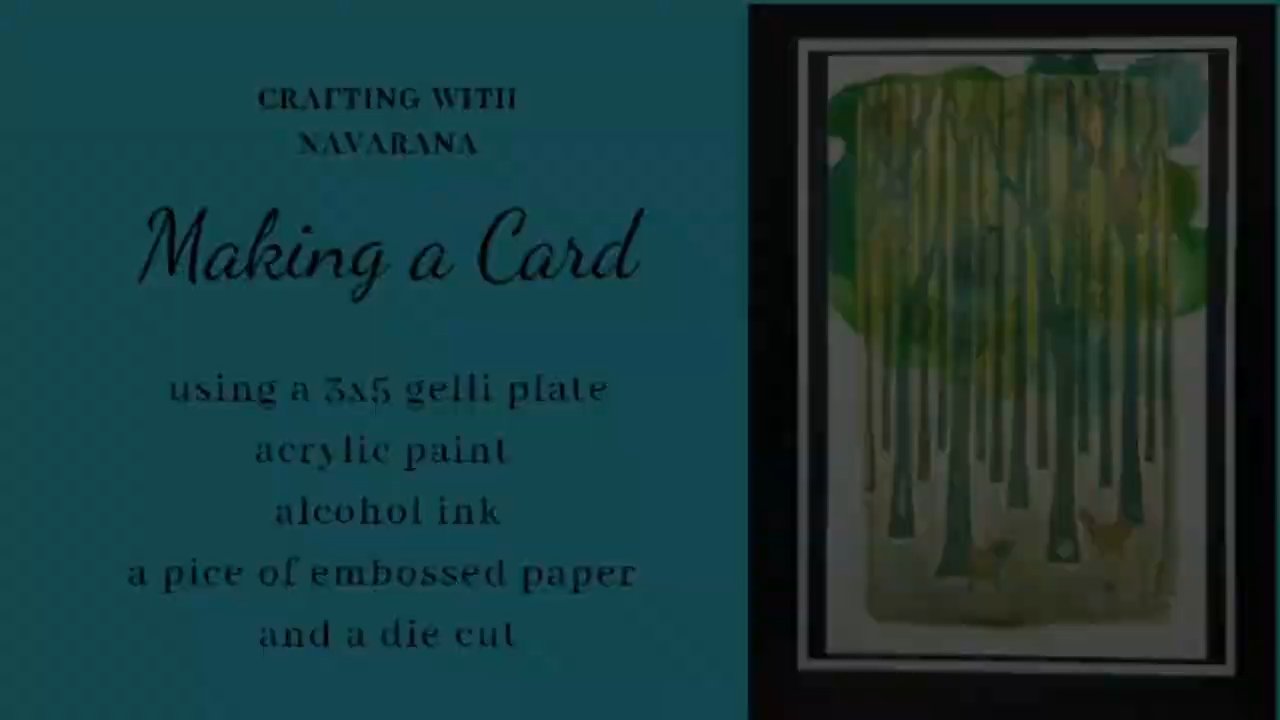 CRAFTING WITH
NAVARANA
Making a Card
using a 3x5 gelli plate
acrylic paint
alcohol ink
a pice of embossed paper
and a die cut